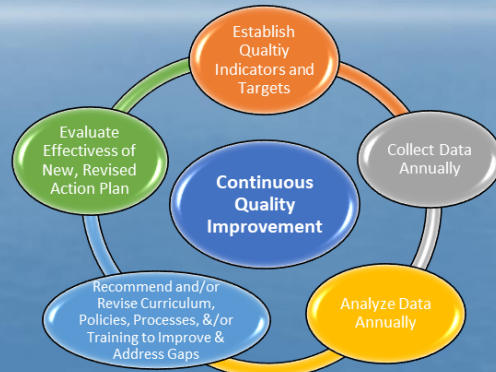 Establish
Qualtiy
Indicators and
Targets
Collect Data
Annually
Analyze Data
Annually
Recommend and/or
Revise Curriculum,
Policies, Processes, &/or
Training to Improve &
Address Gaps
Evaluate
Effectivess of
New, Revised
Action Plan
Continuous
Quality
Improvement